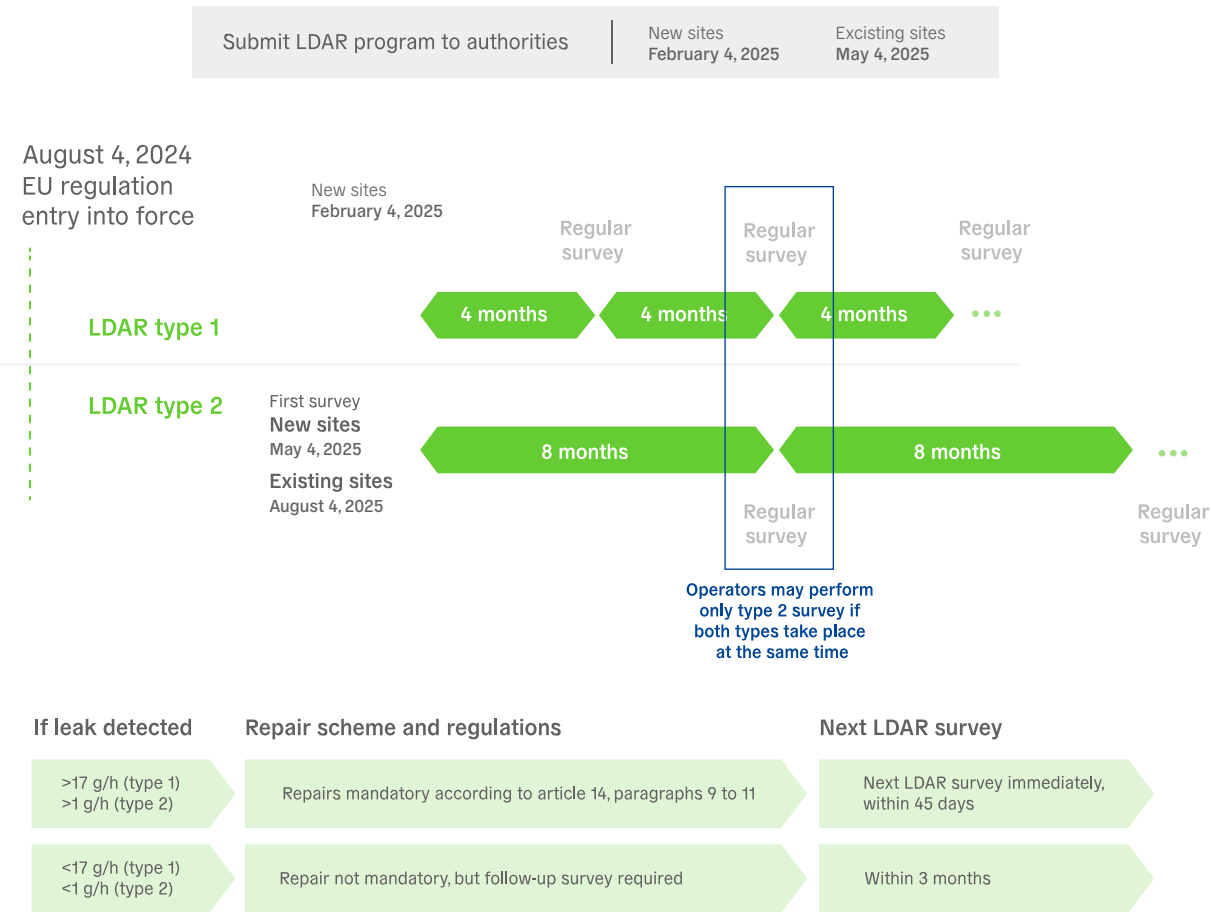 Submit LDAR program to authorities
New sites
February 4, 2025
Excisting sites
May 4, 2025
August 4, 2024
EU regulation
entry into force
New sites
February 4, 2025
Regular
survey
Regular
survey
Regular
survey
LDAR type 1
4 months
4 months
4 months
•••
LDAR type 2
First survey
New sites
May 4, 2025
Existing sites
August 4, 2025
8 months
8 months
•••
Regular
survey
Regular
survey
Operators may perform
only type 2 survey if
both types take place
at the same time
If leak detected
Repair scheme and regulations
Next LDAR survey
>17 g/h (type 1)
>1 g/h (type 2)
Repairs mandatory according to article 14, paragraphs 9 to 11
Next LDAR survey immediately,
within 45 days
<17 g/h (type 1)
<1 g/h (type 2)
Repair not mandatory, but follow-up survey required
Within 3 months